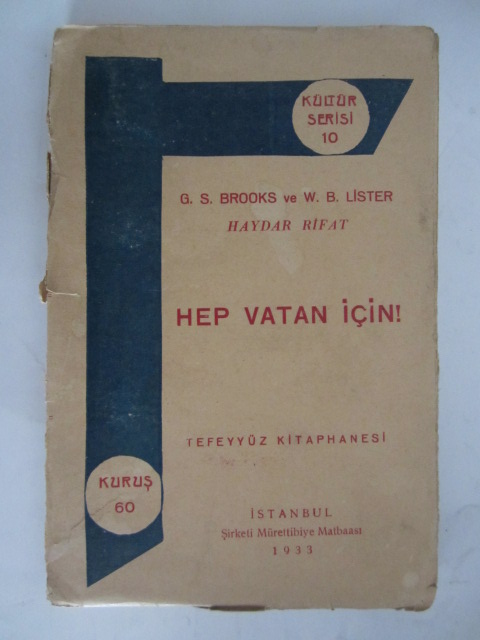 KÜLTÜR
SERİSİ
10
G. S. BROOKS ve W. B. LİSTER
HAYDAR RİFAT
HEP VATAN İÇİN!
TEFEYYÜZ KİTAPHANESİ
KURUŞ
60
İSTANBUL
Şirketi Mürettibiye Matbaası
1933